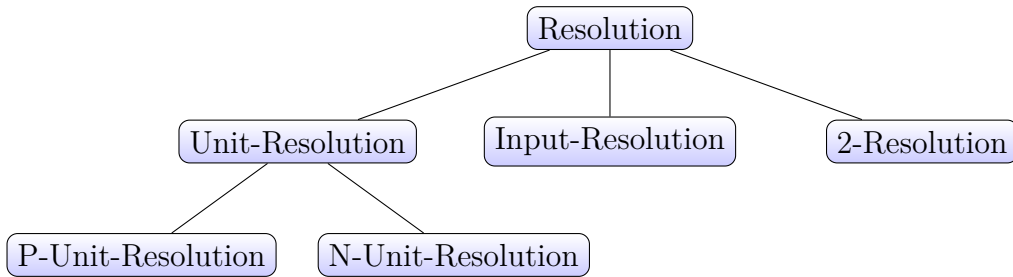 Resolution
Unit-Resolution
Input-Resolution
2-Resolution
P-Unit-Resolution
N-Unit-Resolution